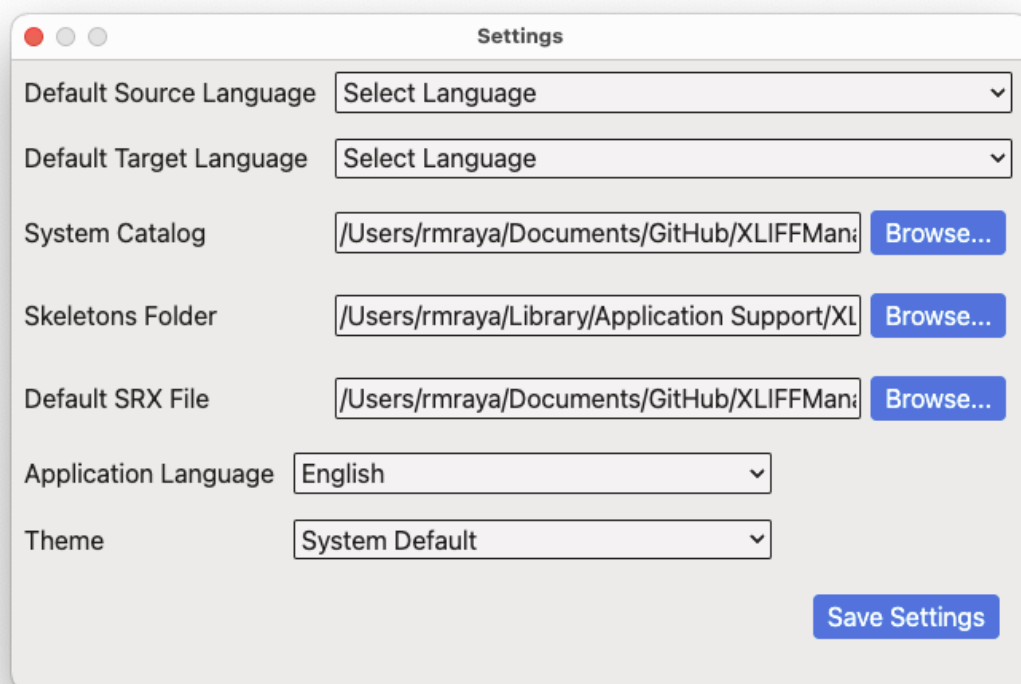 Settings
Default Source Language Select Language
Default Target Language Select Language
System Catalog /Users/rmraya/Documents/GitHub/XLIFFMana Browse...
Skeletons Folder /Users/rmraya/Library/Application Support/XL Browse...
Default SRX File /Users/rmraya/Documents/GitHub/XLIFFMana Browse...
Application Language English
Theme System Default
Save Settings